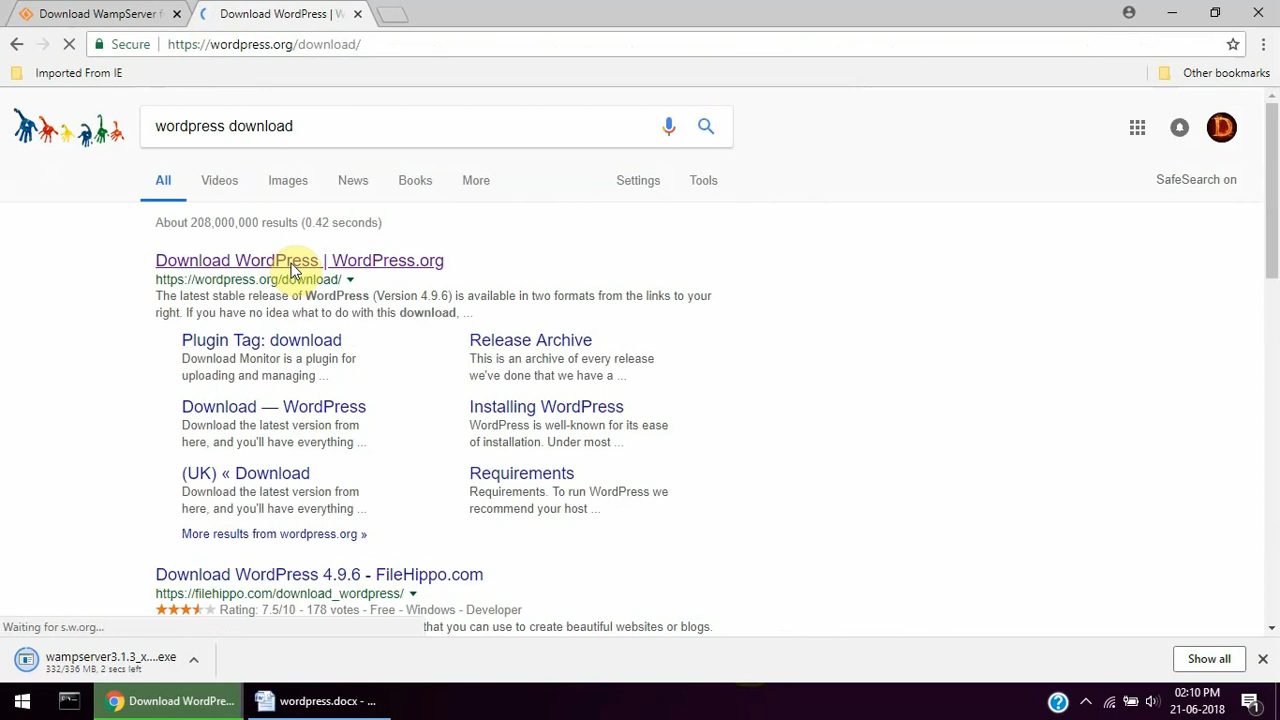 Download WampServer f
Download WordPress | W
Secure
https://wordpress.org/download/
Imported From IE
Other bookmarks
wordpress download
All
Videos
Images
News
Books
More
Settings
Tools
SafeSearch on
About 208,000,000 results (0.42 seconds)
Download WordPress | WordPress.org
https://wordpress.org/download/
The latest stable release of WordPress (Version 4.9.6) is available in two formats from the links to your
right. If you have no idea what to do with this download, ...
Plugin Tag: download
Download Monitor is a plugin for
uploading and managing ...
Release Archive
This is an archive of every release
we've done that we have a ...
Download — WordPress
Download the latest version from
here, and you'll have everything ...
Installing WordPress
WordPress is well-known for its ease
of installation. Under most ...
(UK) « Download
Download the latest version from
here, and you'll have everything ...
Requirements
Requirements. To run WordPress we
recommend your host ...
More results from wordpress.org »
Download WordPress 4.9.6 - FileHippo.com
https://filehippo.com/download_wordpress/
Rating: 7.5/10 - 178 votes - Free - Windows - Developer
Waiting for s.w.org...
that you can use to create beautiful websites or blogs.
wampserver3.1.3_x....exe
332/336 MB, 2 secs left
Show all
Download WordPre...
wordpress.docx - ...
02:10 PM
21-06-2018
1